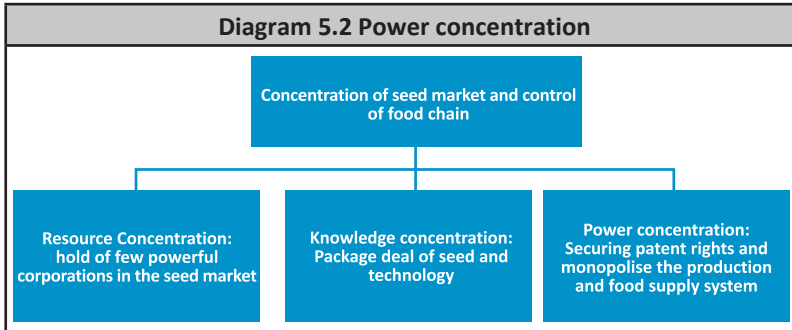 Diagram 5.2 Power concentration
Concentration of seed market and control
of food chain
Resource Concentration:
hold of few powerful
corporations in the seed market
Knowledge concentration:
Package deal of seed and
technology
Power concentration:
Securing patent rights and
monopolise the production
and food supply system